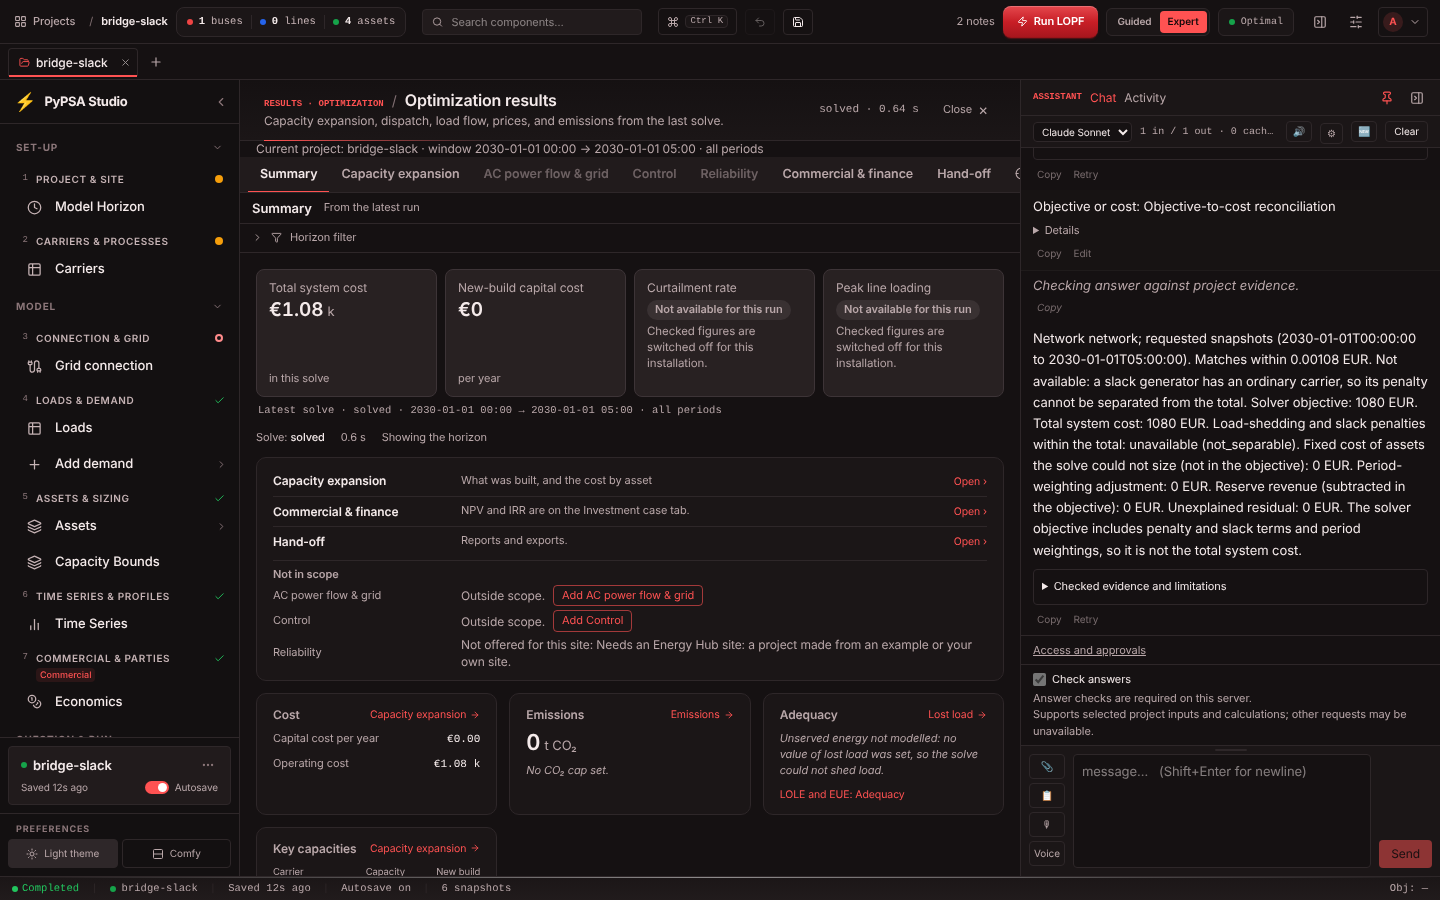 Projects / bridge-slack
1 buses 0 lines 4 assets
Search components...
⌘ Ctrl K
2 notes
Run LOPF
Guided Expert
Optimal
A
bridge-slack
PyPSA Studio
SET-UP
1 PROJECT & SITE
Model Horizon
2 CARRIERS & PROCESSES
Carriers
MODEL
3 CONNECTION & GRID
Grid connection
4 LOADS & DEMAND
Loads
Add demand
5 ASSETS & SIZING
Assets
Capacity Bounds
6 TIME SERIES & PROFILES
Time Series
7 COMMERCIAL & PARTIES
Commercial
Economics
bridge-slack
Saved 12s ago Autosave
PREFERENCES
Light theme Comfy
RESULTS · OPTIMIZATION / Optimization results
Capacity expansion, dispatch, load flow, prices, and emissions from the last solve.
solved · 0.64 s
Close ×
Current project: bridge-slack · window 2030-01-01 00:00 → 2030-01-01 05:00 · all periods
Summary Capacity expansion AC power flow & grid Control Reliability Commercial & finance Hand-off
Summary From the latest run
Horizon filter
Total system cost
€1.08 k
in this solve
New-build capital cost
€0
per year
Curtailment rate
Not available for this run
Checked figures are
switched off for this
installation.
Peak line loading
Not available for this run
Checked figures are
switched off for this
installation.
Latest solve · solved · 2030-01-01 00:00 → 2030-01-01 05:00 · all periods
Solve: solved 0.6 s Showing the horizon
Capacity expansion What was built, and the cost by asset Open ›
Commercial & finance NPV and IRR are on the Investment case tab. Open ›
Hand-off Reports and exports. Open ›
Not in scope
AC power flow & grid Outside scope. Add AC power flow & grid
Control Outside scope. Add Control
Reliability Not offered for this site: Needs an Energy Hub site: a project made from an example or your
own site.
Cost Capacity expansion →
Capital cost per year €0.00
Operating cost €1.08 k
Emissions Emissions →
0 t CO₂
No CO₂ cap set.
Adequacy Lost load →
Unserved energy not modelled: no
value of lost load was set, so the solve
could not shed load.
LOLE and EUE: Adequacy
Key capacities Capacity expansion →
Carrier Capacity New build
ASSISTANT Chat Activity
Claude Sonnet 1 in / 1 out · 0 cach…
Clear
Copy Retry
Objective or cost: Objective-to-cost reconciliation
Details
Copy Edit
Checking answer against project evidence.
Copy
Network network; requested snapshots (2030-01-01T00:00:00
to 2030-01-01T05:00:00). Matches within 0.00108 EUR. Not
available: a slack generator has an ordinary carrier, so its penalty
cannot be separated from the total. Solver objective: 1080 EUR.
Total system cost: 1080 EUR. Load-shedding and slack penalties
within the total: unavailable (not_separable). Fixed cost of assets
the solve could not size (not in the objective): 0 EUR. Period-
weighting adjustment: 0 EUR. Reserve revenue (subtracted in
the objective): 0 EUR. Unexplained residual: 0 EUR. The solver
objective includes penalty and slack terms and period
weightings, so it is not the total system cost.
Checked evidence and limitations
Copy Retry
Access and approvals
Check answers
Answer checks are required on this server.
Supports selected project inputs and calculations; other requests may be
unavailable.
message... (Shift+Enter for newline)
Voice
Send
Completed bridge-slack Saved 12s ago Autosave on 6 snapshots
Obj: —